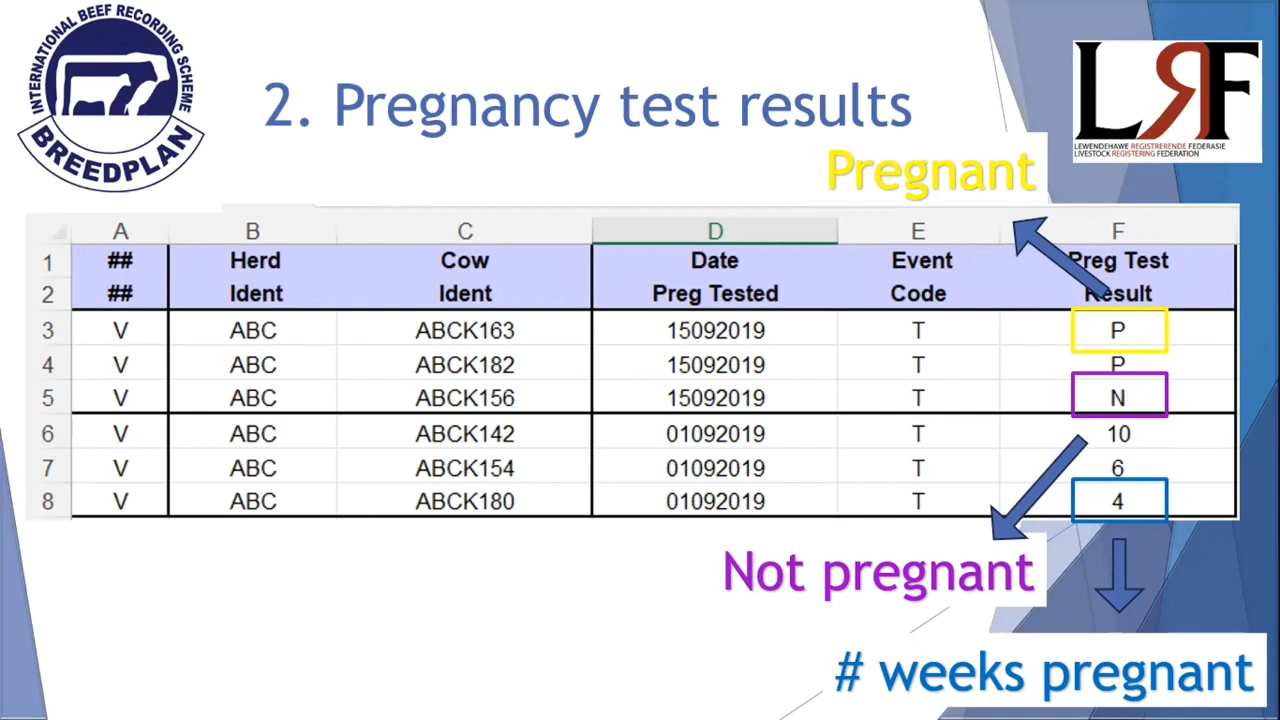 INTERNATIONAL BEEF RECORDING SCHEME
BREEDPLAN
2. Pregnancy test results
LRF
LEWENDEHAWE REGISTRERENDE FEDERASIE
LIVESTOCK REGISTERING FEDERATION
Pregnant
A B C D E F
1 ## Herd Cow Date Event Preg Test
2 ## Ident Ident Preg Tested Code Result
3 V ABC ABCK163 15092019 T P
4 V ABC ABCK182 15092019 T P
5 V ABC ABCK156 15092019 T N
6 V ABC ABCK142 01092019 T 10
7 V ABC ABCK154 01092019 T 6
8 V ABC ABCK180 01092019 T 4
Not pregnant
# weeks pregnant